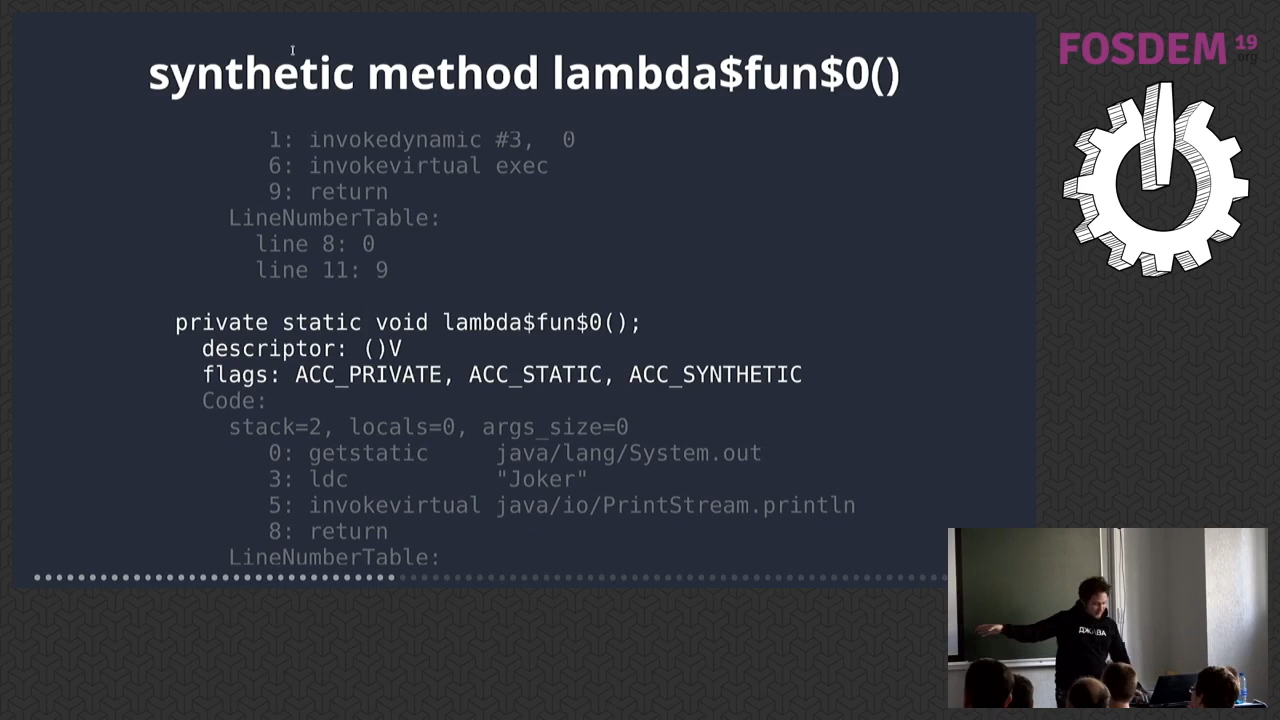 synthetic method lambda$fun$0()
1: invokedynamic #3,  0
6: invokevirtual exec
9: return
LineNumberTable:
line 8: 0
line 11: 9
private static void lambda$fun$0();
descriptor: ()V
flags: ACC_PRIVATE, ACC_STATIC, ACC_SYNTHETIC
Code:
stack=2, locals=0, args_size=0
0: getstatic     java/lang/System.out
3: ldc           "Joker"
5: invokevirtual java/io/PrintStream.println
8: return
LineNumberTable:
FOSDEM 19
.org
ДЖАВА